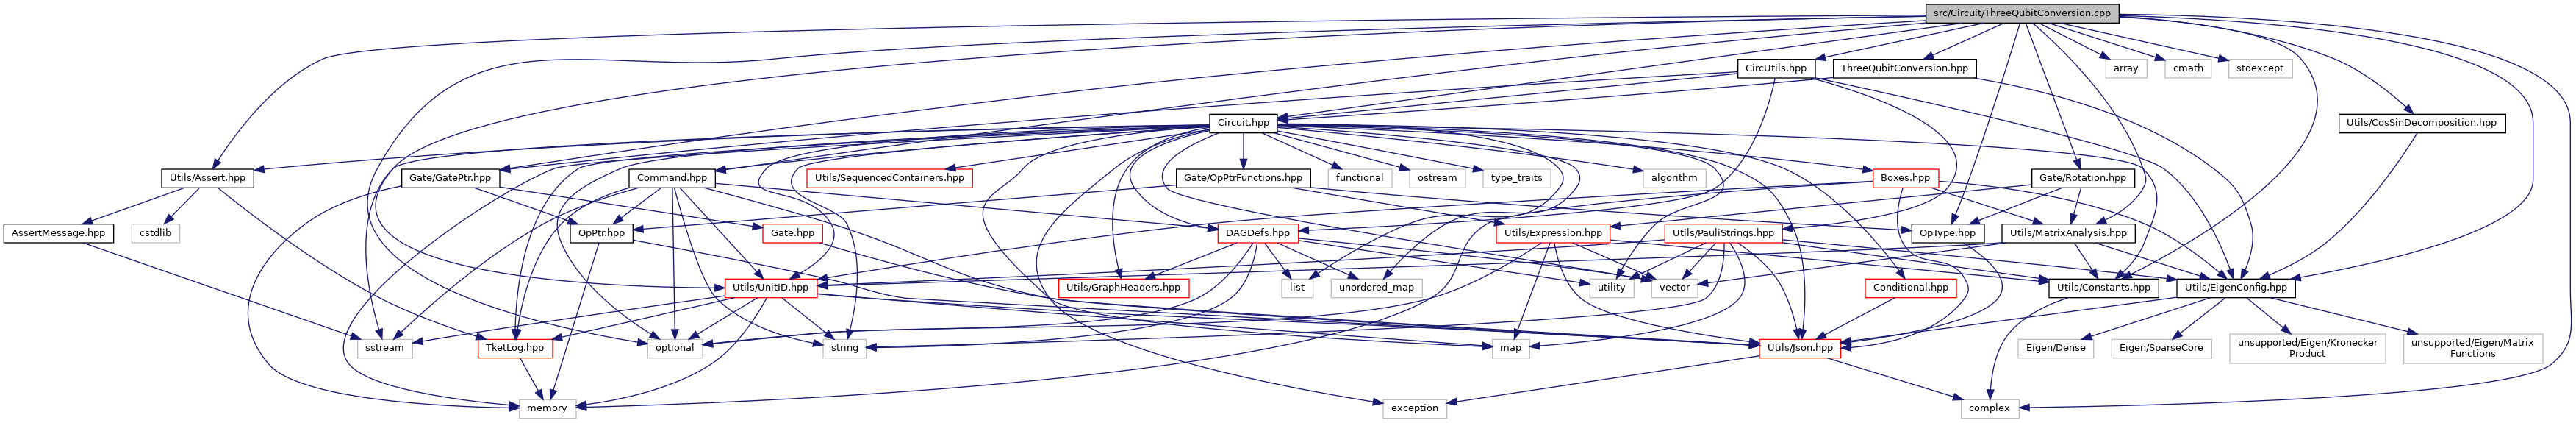 src/Circuit/ThreeQubitConversion.cpp
CircUtils.hpp
ThreeQubitConversion.hpp
array
cmath
stdexcept
Circuit.hpp
Utils/CosSinDecomposition.hpp
Utils/Assert.hpp
Gate/GatePtr.hpp
Command.hpp
Utils/SequencedContainers.hpp
Gate/OpPtrFunctions.hpp
functional
ostream
type_traits
algorithm
Boxes.hpp
Gate/Rotation.hpp
AssertMessage.hpp
cstdlib
OpPtr.hpp
Gate.hpp
DAGDefs.hpp
Utils/Expression.hpp
Utils/PauliStrings.hpp
OpType.hpp
Utils/MatrixAnalysis.hpp
Utils/UnitID.hpp
Utils/GraphHeaders.hpp
list
unordered_map
utility
vector
Conditional.hpp
Utils/Constants.hpp
Utils/EigenConfig.hpp
sstream
TketLog.hpp
optional
string
map
Utils/Json.hpp
Eigen/Dense
Eigen/SparseCore
unsupported/Eigen/Kronecker
Product
unsupported/Eigen/Matrix
Functions
memory
exception
complex